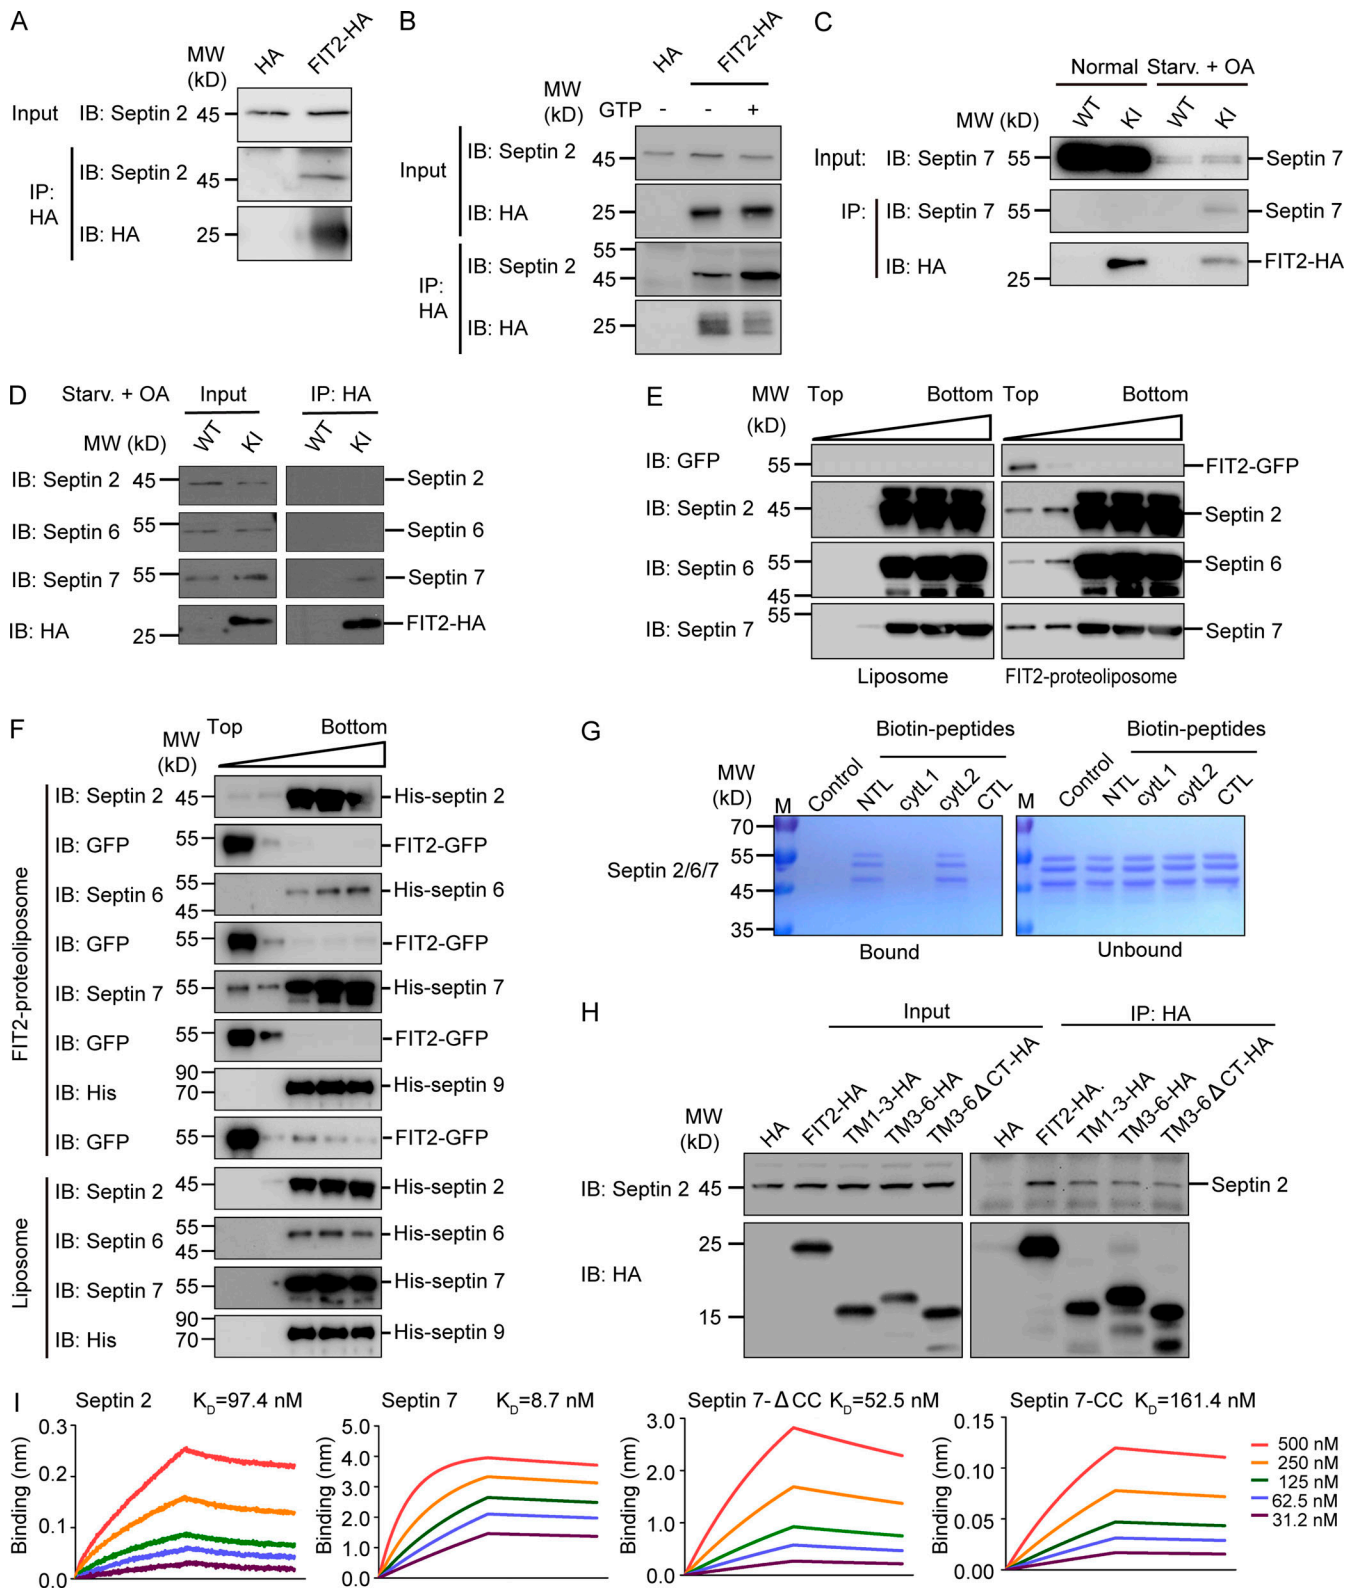 A
MW
(kD)
HA
FIT2-HA
Input
IB: Septin 2
45
IP:
HA
IB: Septin 2
45
IB: HA
25
B
MW
(kD)
HA
FIT2-HA
GTP
-
-
+
Input
IB: Septin 2
45
IB: HA
25
IP:
HA
IB: Septin 2
55
45
IB: HA
25
C
Normal
Starv. + OA
MW (kD)
WT
KI
WT
KI
Input:
IB: Septin 7
55
Septin 7
IP:
IB: Septin 7
55
Septin 7
IB: HA
25
FIT2-HA
D
Starv. + OA
Input
IP: HA
MW (kD)
WT
KI
WT
KI
IB: Septin 2
45
Septin 2
IB: Septin 6
55
Septin 6
IB: Septin 7
55
Septin 7
IB: HA
25
FIT2-HA
E
MW
(kD)
Top
Bottom
Top
Bottom
IB: GFP
55
FIT2-GFP
IB: Septin 2
45
Septin 2
IB: Septin 6
55
45
Septin 6
IB: Septin 7
55
Septin 7
Liposome
FIT2-proteoliposome
F
MW
(kD)
Top
Bottom
FIT2-proteoliposome
IB: Septin 2
45
His-septin 2
IB: GFP
55
FIT2-GFP
IB: Septin 6
55
45
His-septin 6
IB: GFP
55
FIT2-GFP
IB: Septin 7
55
His-septin 7
IB: GFP
55
FIT2-GFP
IB: His
90
70
His-septin 9
IB: GFP
55
FIT2-GFP
Liposome
IB: Septin 2
45
His-septin 2
IB: Septin 6
55
45
His-septin 6
IB: Septin 7
55
His-septin 7
IB: His
90
70
His-septin 9
G
Biotin-peptides
Biotin-peptides
MW
(kD)
M
Control
NTL
cytL1
cytL2
CTL
M
Control
NTL
cytL1
cytL2
CTL
70
55
45
35
Septin 2/6/7
Bound
Unbound
H
Input
IP: HA
MW
(kD)
HA
FIT2-HA
TM1-3-HA
TM3-6-HA
TM3-6ΔCT-HA
HA
FIT2-HA.
TM1-3-HA
TM3-6-HA
TM3-6ΔCT-HA
IB: Septin 2
45
Septin 2
IB: HA
25
15
I
Septin 2 KD=97.4 nM
Binding (nm)
0.3
0.2
0.1
0.0
Septin 7 KD=8.7 nM
Binding (nm)
5.0
4.0
3.0
2.0
1.0
0.0
Septin 7-ΔCC KD=52.5 nM
Binding (nm)
3.0
2.0
1.0
0.0
Septin 7-CC KD=161.4 nM
Binding (nm)
0.15
0.10
0.05
0.00
500 nM
250 nM
125 nM
62.5 nM
31.2 nM